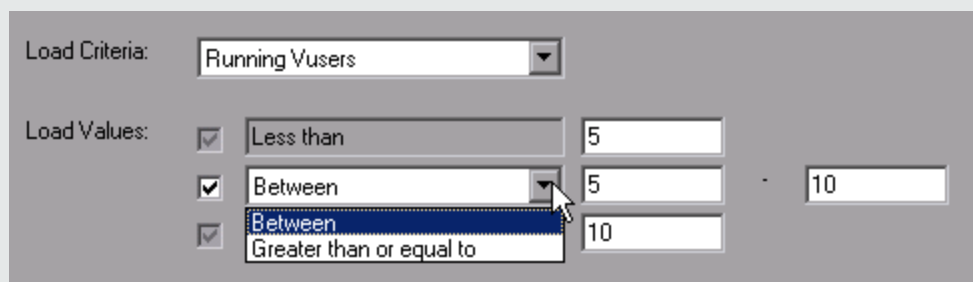 Load Criteria: Running Vusers
Load Values: Less than 5
Between 5 - 10
Between 10
Greater than or equal to